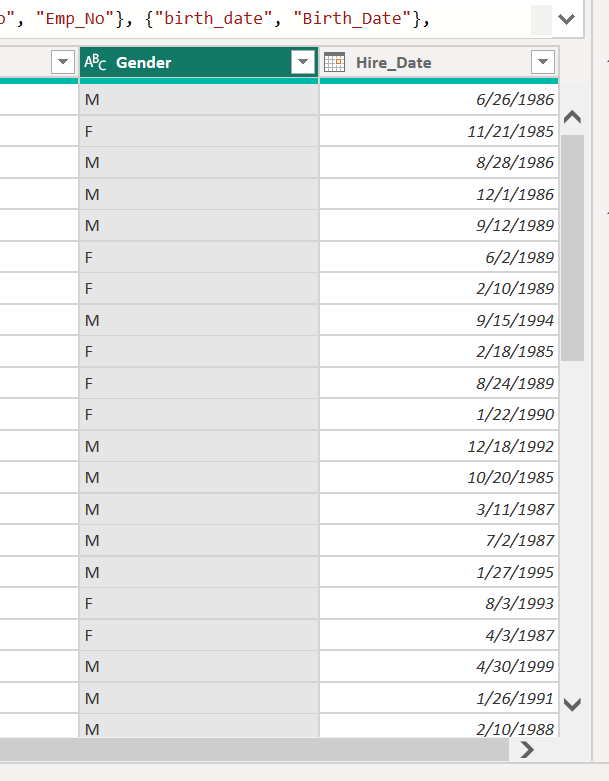 o", "Emp_No"}, {"birth_date", "Birth_Date"},
ABC Gender Hire_Date
M 6/26/1986
F 11/21/1985
M 8/28/1986
M 12/1/1986
M 9/12/1989
F 6/2/1989
F 2/10/1989
M 9/15/1994
F 2/18/1985
F 8/24/1989
F 1/22/1990
M 12/18/1992
M 10/20/1985
M 3/11/1987
M 7/2/1987
M 1/27/1995
F 8/3/1993
F 4/3/1987
M 4/30/1999
M 1/26/1991
M 2/10/1988